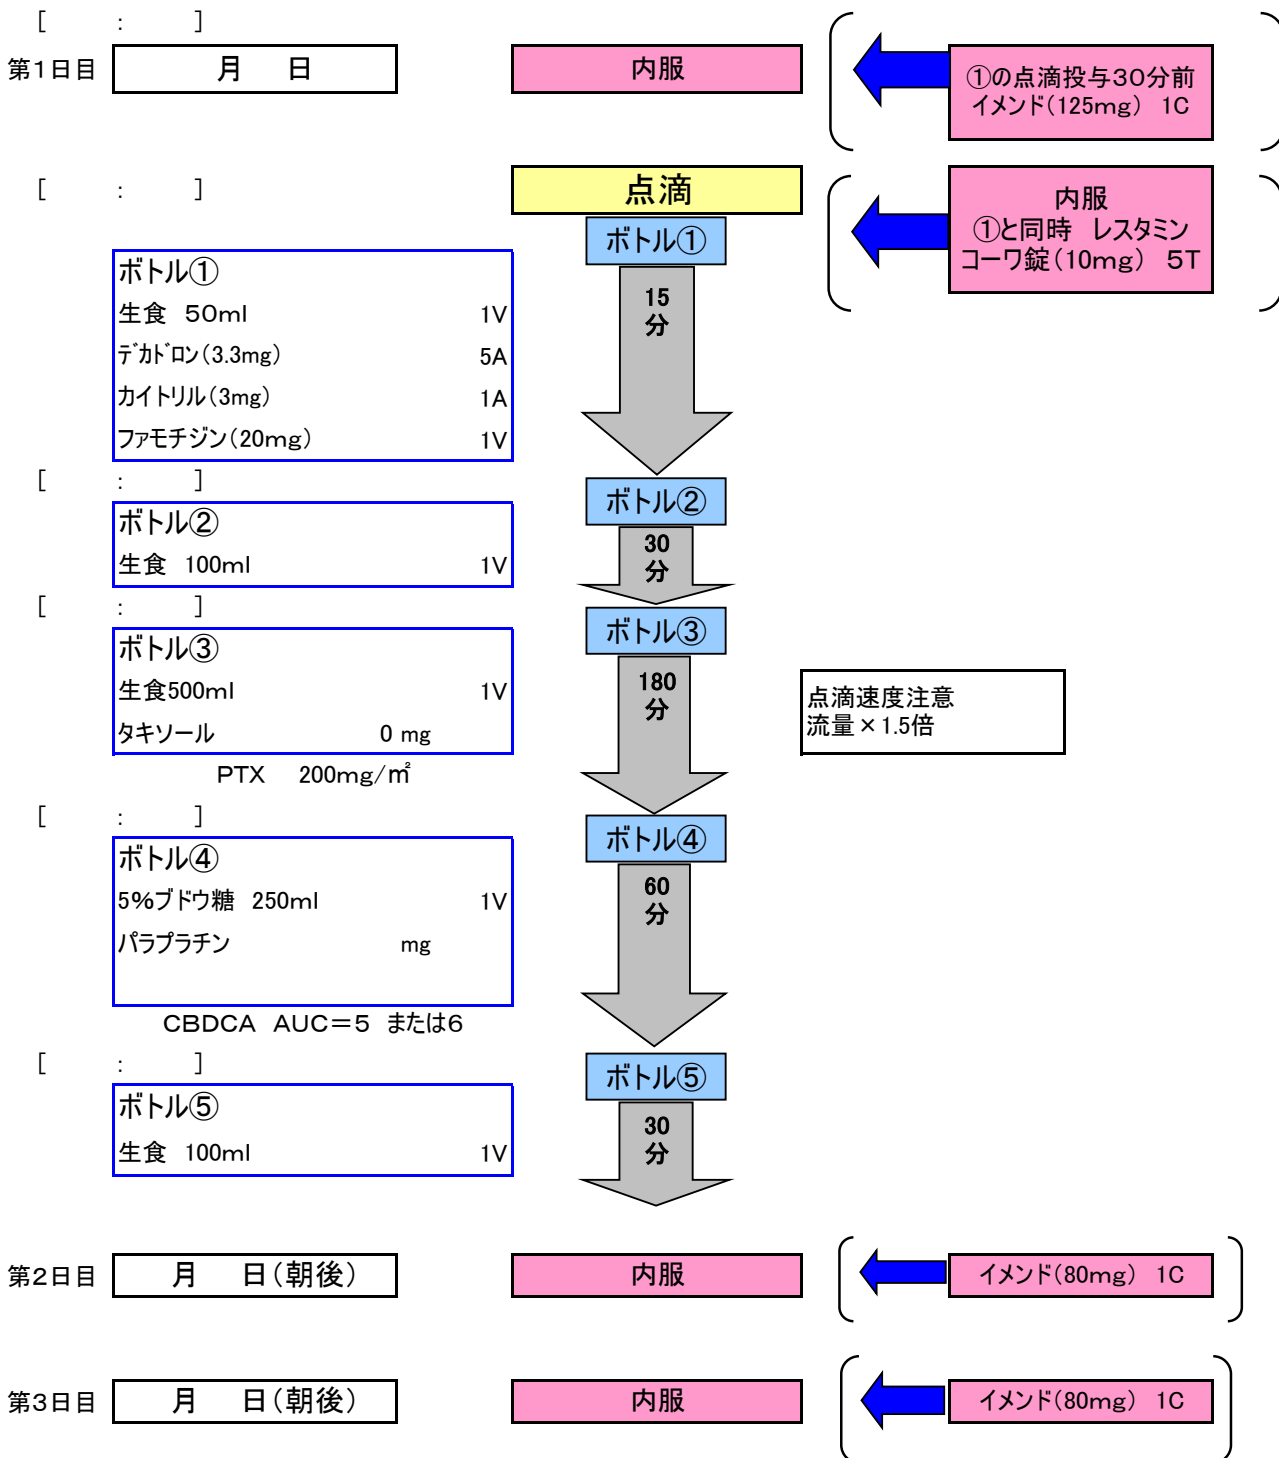 [　　：　　]
第1日目　月　日　内服
①の点滴投与30分前
イメンド(125mg)　1C
[　　：　　]
点滴
内服
①と同時　レスタミン
コーワ錠(10mg)　5T
ボトル①
15
分
ボトル①
生食　50ml　1V
デカドロン(3.3mg)　5A
カイトリル(3mg)　1A
ファモチジン(20mg)　1V
[　　：　　]
ボトル②
30
分
ボトル②
生食　100ml　1V
[　　：　　]
ボトル③
180
分
ボトル③
生食500ml　1V
タキソール　0 mg
PTX　200mg/㎡
点滴速度注意
流量×1.5倍
[　　：　　]
ボトル④
60
分
ボトル④
5%ブドウ糖　250ml　1V
パラプラチン　mg
CBDCA　AUC=5　または6
[　　：　　]
ボトル⑤
30
分
ボトル⑤
生食　100ml　1V
第2日目　月　日(朝後)　内服　イメンド(80mg)　1C
第3日目　月　日(朝後)　内服　イメンド(80mg)　1C